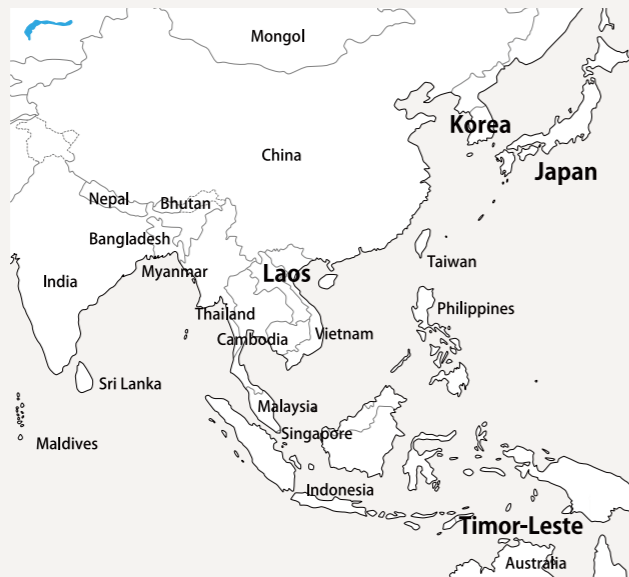 Mongol
Korea
China
Japan
Nepal
Bhutan
Bangladesh
Taiwan
Myanmar
Laos
India
Philippines
Thailand
Vietnam
Cambodia
Sri Lanka
Malaysia
Singapore
Maldives
Indonesia
Timor-Leste
Australia